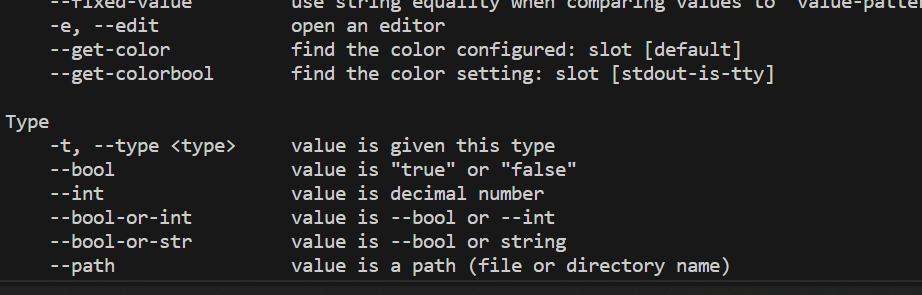 --fixed-value use string equality when comparing values to 'value-patter
-e, --edit open an editor
--get-color find the color configured: slot [default]
--get-colorbool find the color setting: slot [stdout-is-tty]
Type
-t, --type <type> value is given this type
--bool value is "true" or "false"
--int value is decimal number
--bool-or-int value is --bool or --int
--bool-or-str value is --bool or string
--path value is a path (file or directory name)